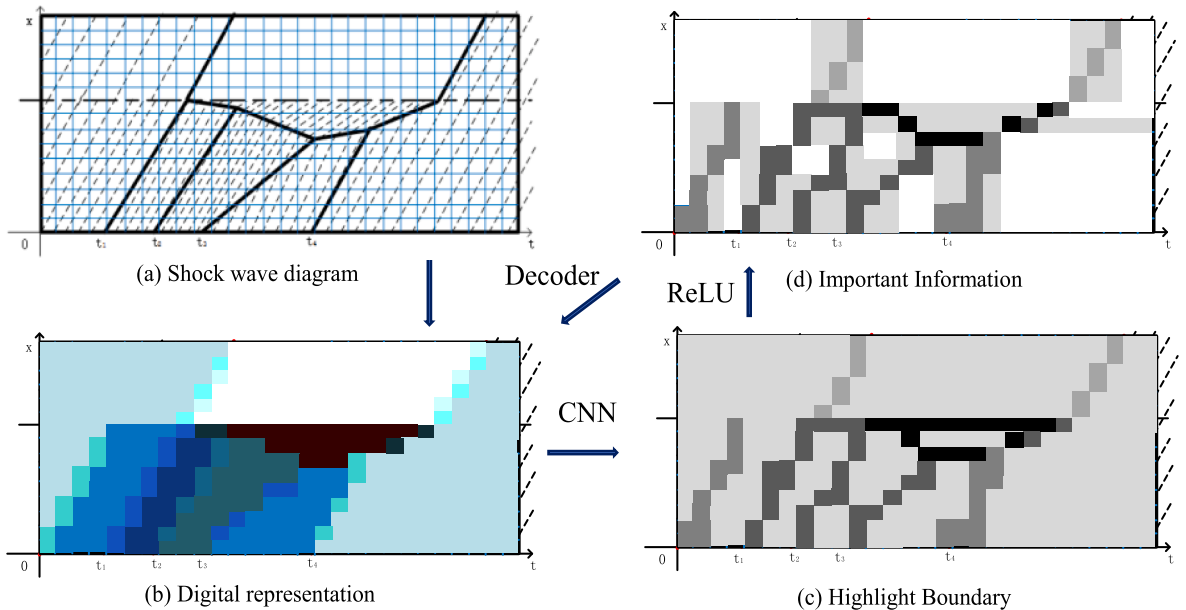 x
0
t₁
t₂
t₃
t₄
t
(a) Shock wave diagram
x
0
t₁
t₂
t₃
t₄
t
(d) Important Information
Decoder
ReLU
x
0
t₁
t₂
t₃
t₄
t
(b) Digital representation
CNN
x
0
t₁
t₂
t₃
t₄
t
(c) Highlight Boundary